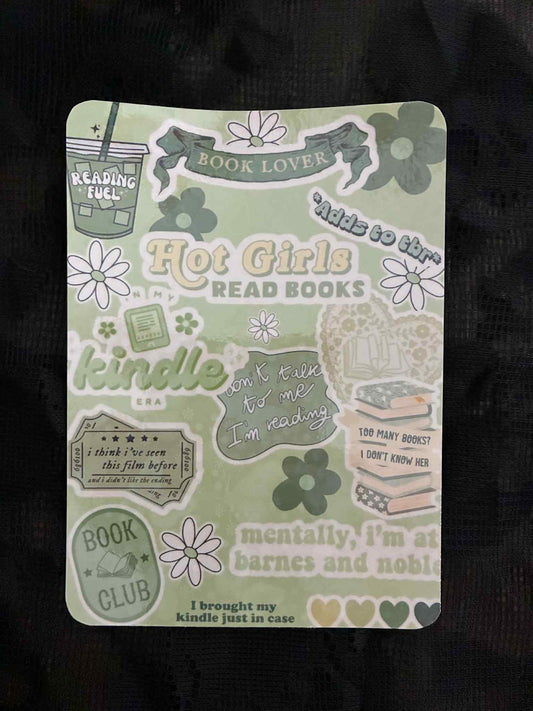 BOOK LOVER
READING
FUEL
*Adds to tbr*
Hot Girls
READ BOOKS
IN MY
kindle
ERA
don't talk
to me
I'm reading
TOO MANY BOOKS?
I DON'T KNOW HER
i think i've seen
this film before
and i didn't like the ending
BOOK
CLUB
mentally, i'm at
barnes and noble
I brought my
kindle just in case